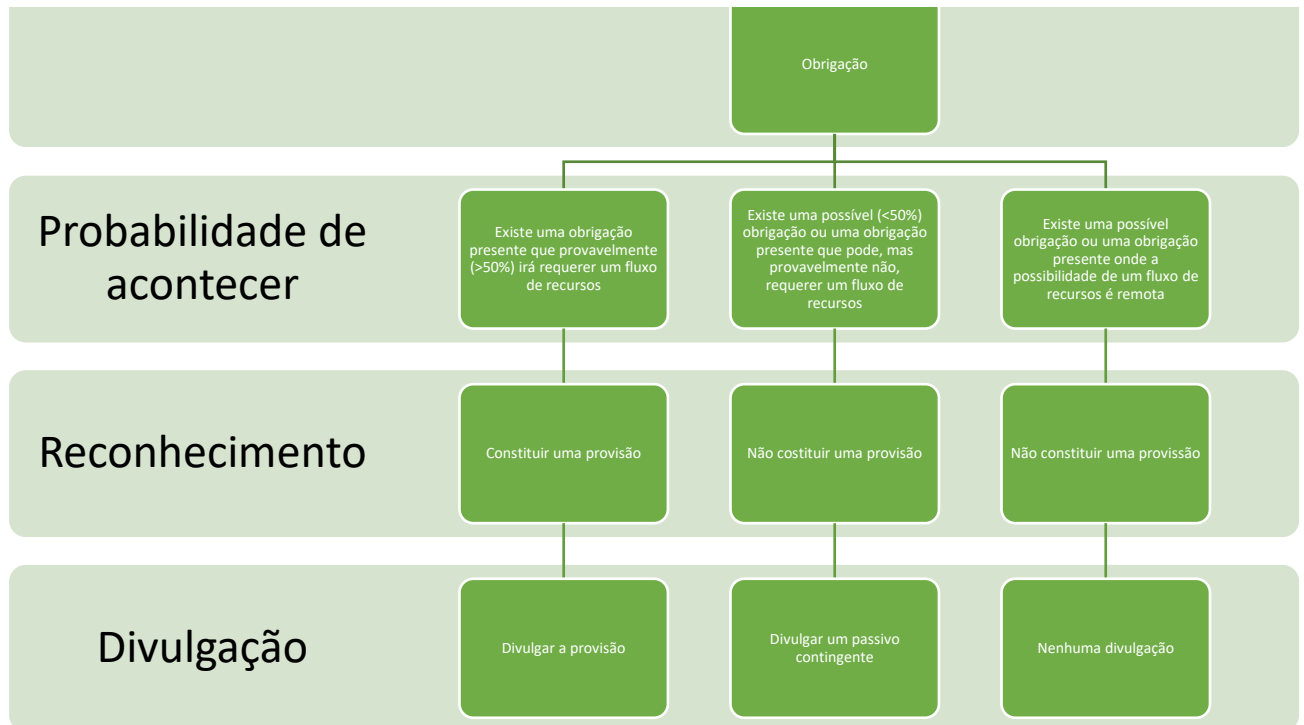 Obrigação
Probabilidade de
acontecer
Existe uma obrigação
presente que provavelmente
(>50%) irá requerer um fluxo
de recursos
Existe uma possível (<50%)
obrigação ou uma obrigação
presente que pode, mas
provavelmente não,
requerer um fluxo de
recursos
Existe uma possível
obrigação ou uma obrigação
presente onde a
possibilidade de um fluxo de
recursos é remota
Reconhecimento
Constituir uma provisão
Não costituir uma provisão
Não constituir uma provissão
Divulgação
Divulgar a provisão
Divulgar um passivo
contingente
Nenhuma divulgação